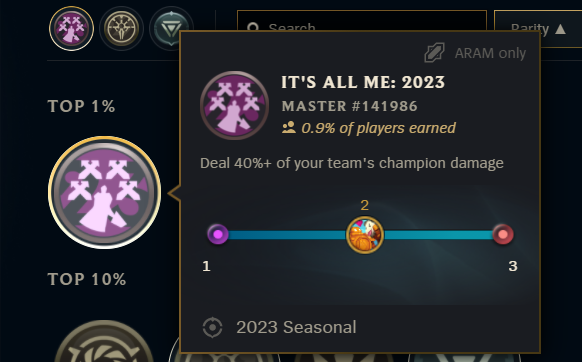 Search
Rarity ▲
ARAM only
IT'S ALL ME: 2023
MASTER #141986
0.9% of players earned
TOP 1%
Deal 40%+ of your team's champion damage
2
1
3
TOP 10%
2023 Seasonal